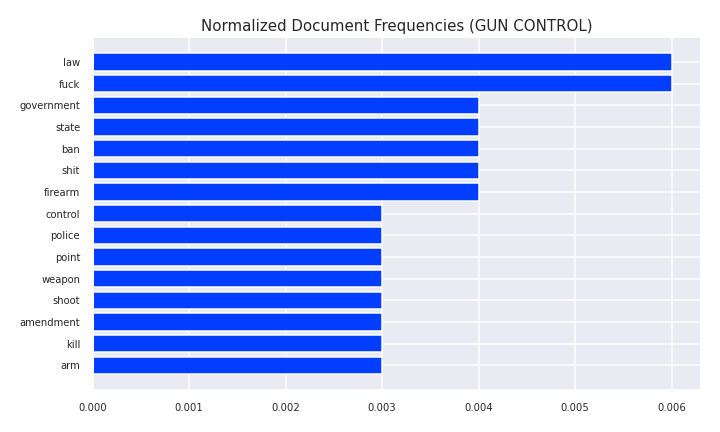 Normalized Document Frequencies (GUN CONTROL)
law
fuck
government
state
ban
shit
firearm
control
police
point
weapon
shoot
amendment
kill
arm
0.000 0.001 0.002 0.003 0.004 0.005 0.006